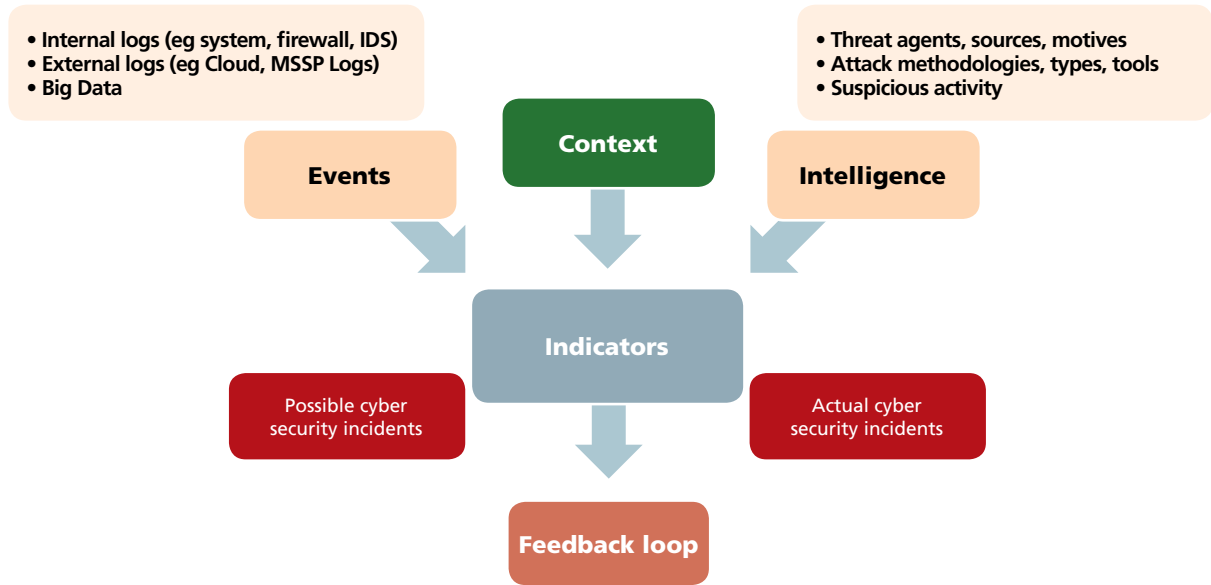 • Internal logs (eg system, firewall, IDS)
• External logs (eg Cloud, MSSP Logs)
• Big Data
• Threat agents, sources, motives
• Attack methodologies, types, tools
• Suspicious activity
Context
Events
Intelligence
Indicators
Possible cyber
security incidents
Actual cyber
security incidents
Feedback loop